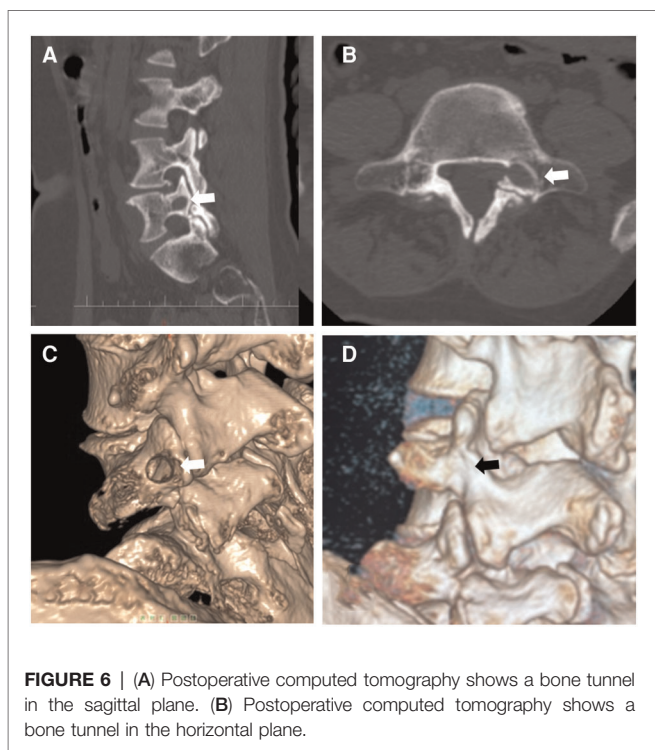 A
B
C
D
FIGURE 6 | (A) Postoperative computed tomography shows a bone tunnel
in the sagittal plane. (B) Postoperative computed tomography shows a
bone tunnel in the horizontal plane.